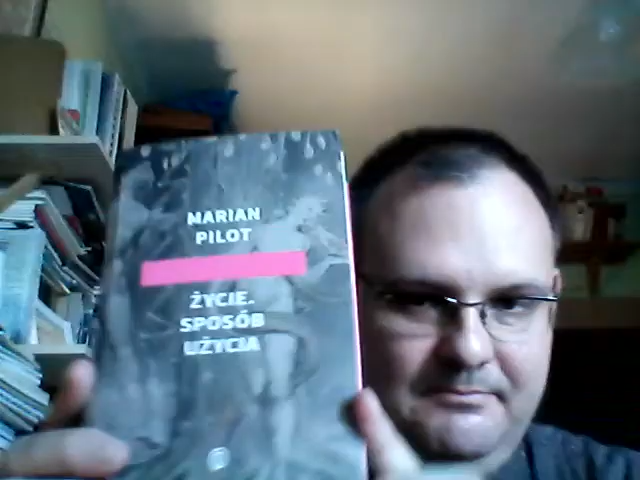 MARIAN
PILOT
ŻYCIE.
SPOSÓB
UŻYCIA